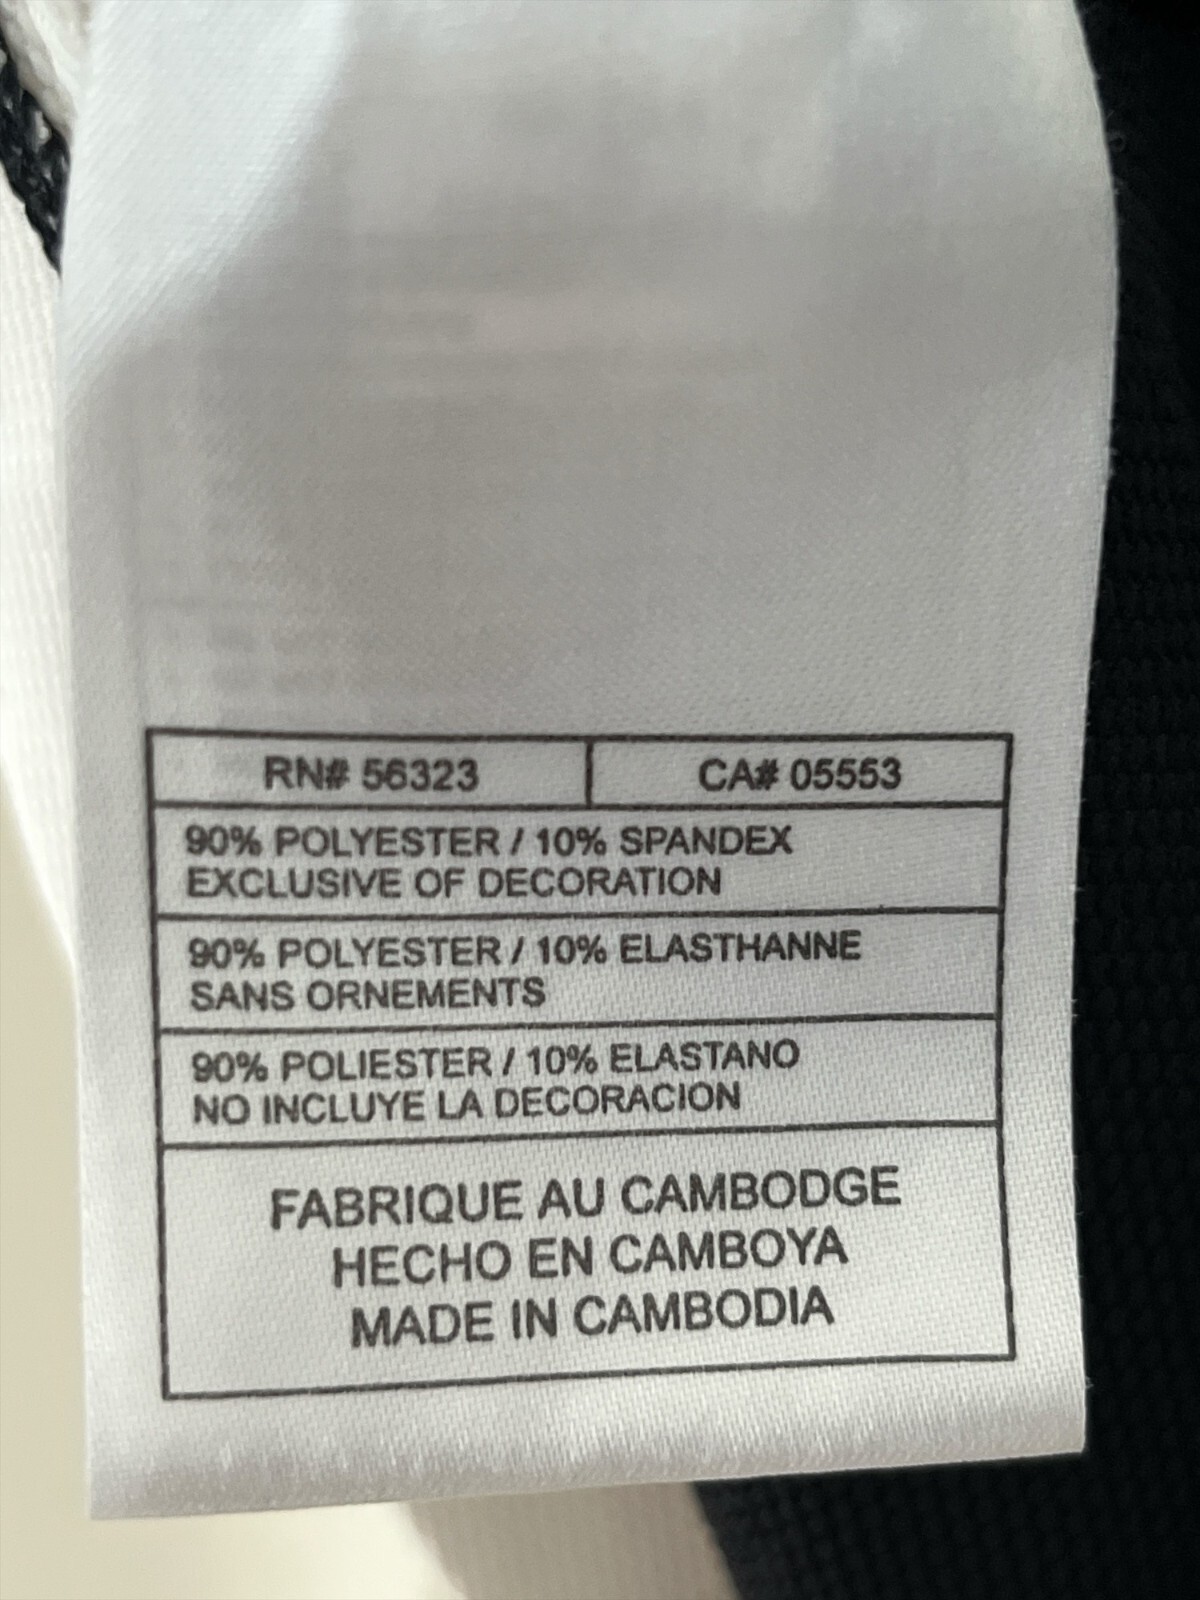 RN# 56323 CA# 05553
90% POLYESTER / 10% SPANDEX
EXCLUSIVE OF DECORATION
90% POLYESTER / 10% ELASTHANNE
SANS ORNEMENTS
90% POLIESTER / 10% ELASTANO
NO INCLUYE LA DECORACION
FABRIQUE AU CAMBODGE
HECHO EN CAMBOYA
MADE IN CAMBODIA